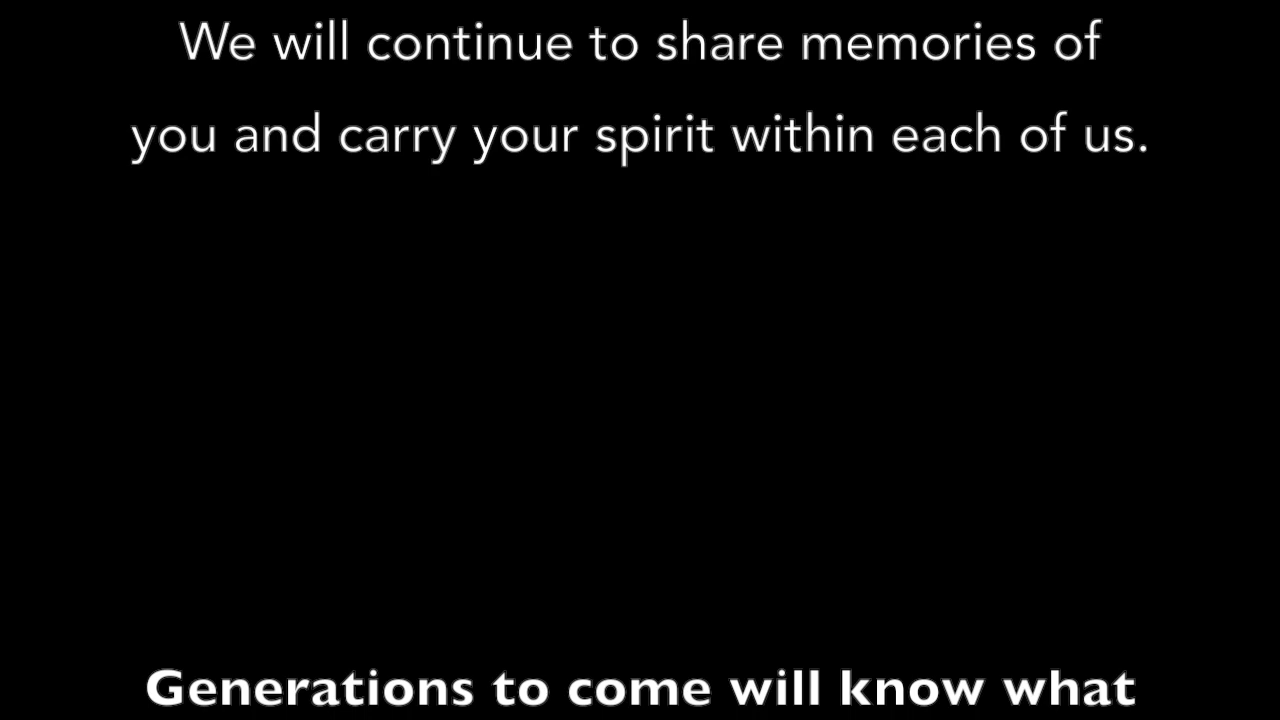 We will continue to share memories of
you and carry your spirit within each of us.
Generations to come will know what